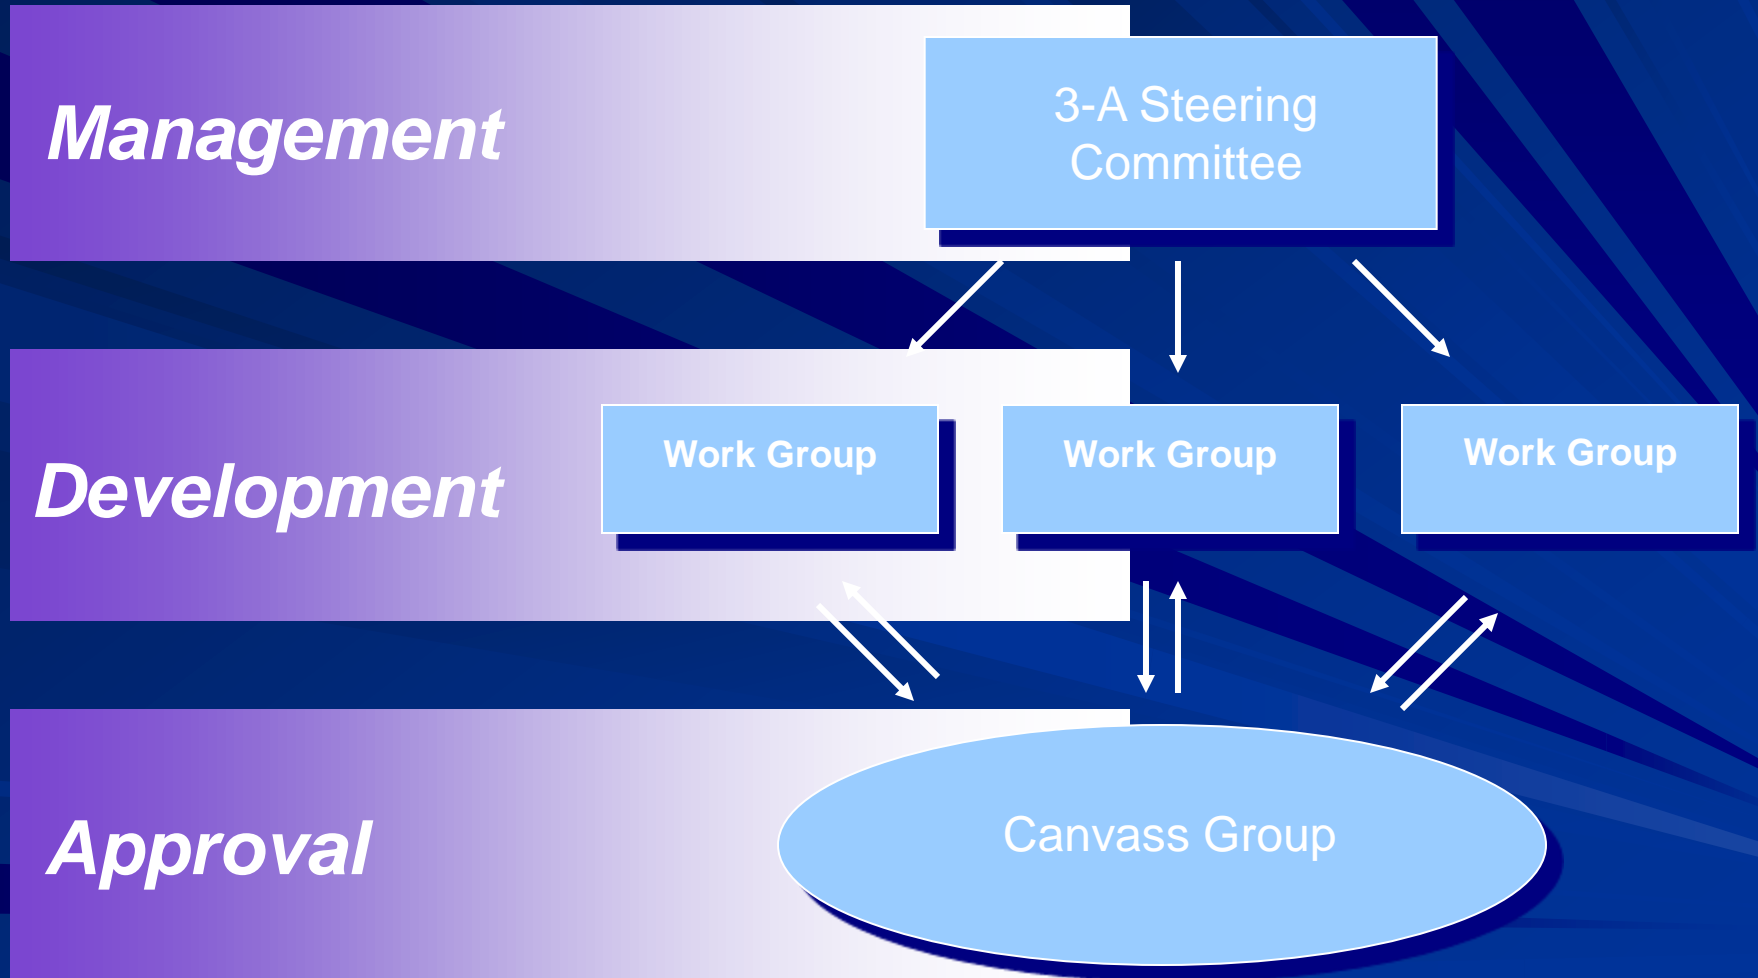 Management
3-A Steering
Committee
Development
Work Group
Work Group
Work Group
Approval
Canvass Group